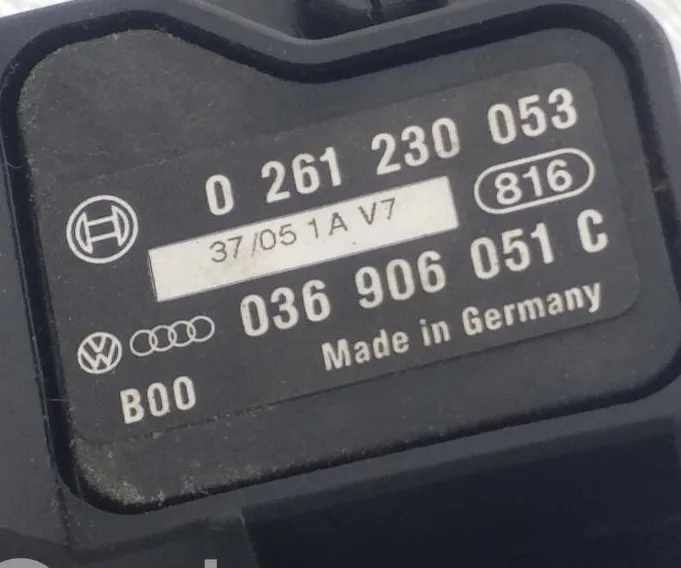 0 261 230 053
37/05 1A V7
816
036 906 051 C
Made in Germany
B00